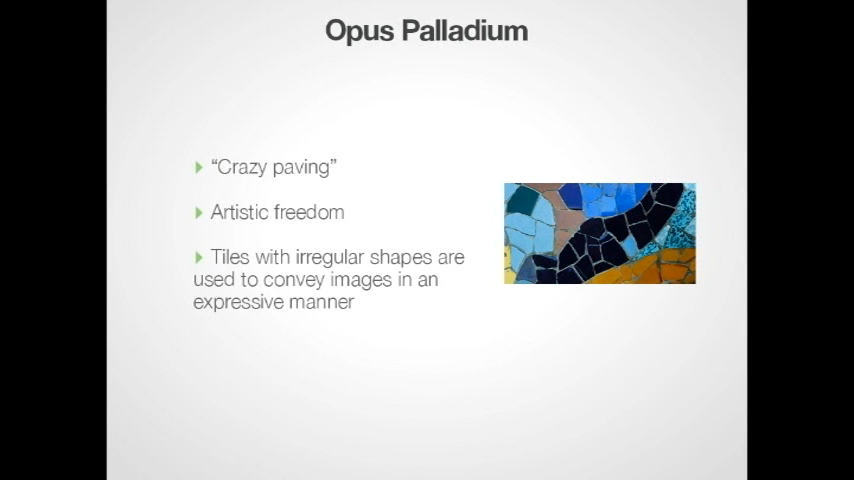 Opus Palladium
“Crazy paving”
Artistic freedom
Tiles with irregular shapes are
used to convey images in an
expressive manner